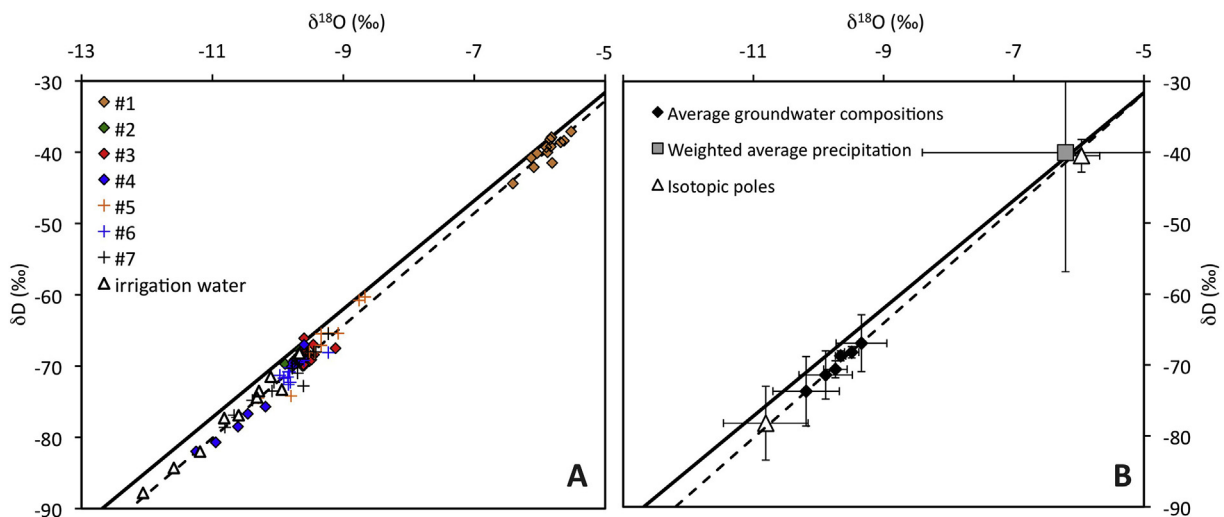 δ¹⁸O (‰)
-13 -11 -9 -7 -5
δD (‰)
-30
-40
-50
-60
-70
-80
-90
#1
#2
#3
#4
#5
#6
#7
irrigation water
A
δ¹⁸O (‰)
-11 -9 -7 -5
Average groundwater compositions
Weighted average precipitation
Isotopic poles
B
-30
-40
-50
-60
-70
-80
-90
δD (‰)